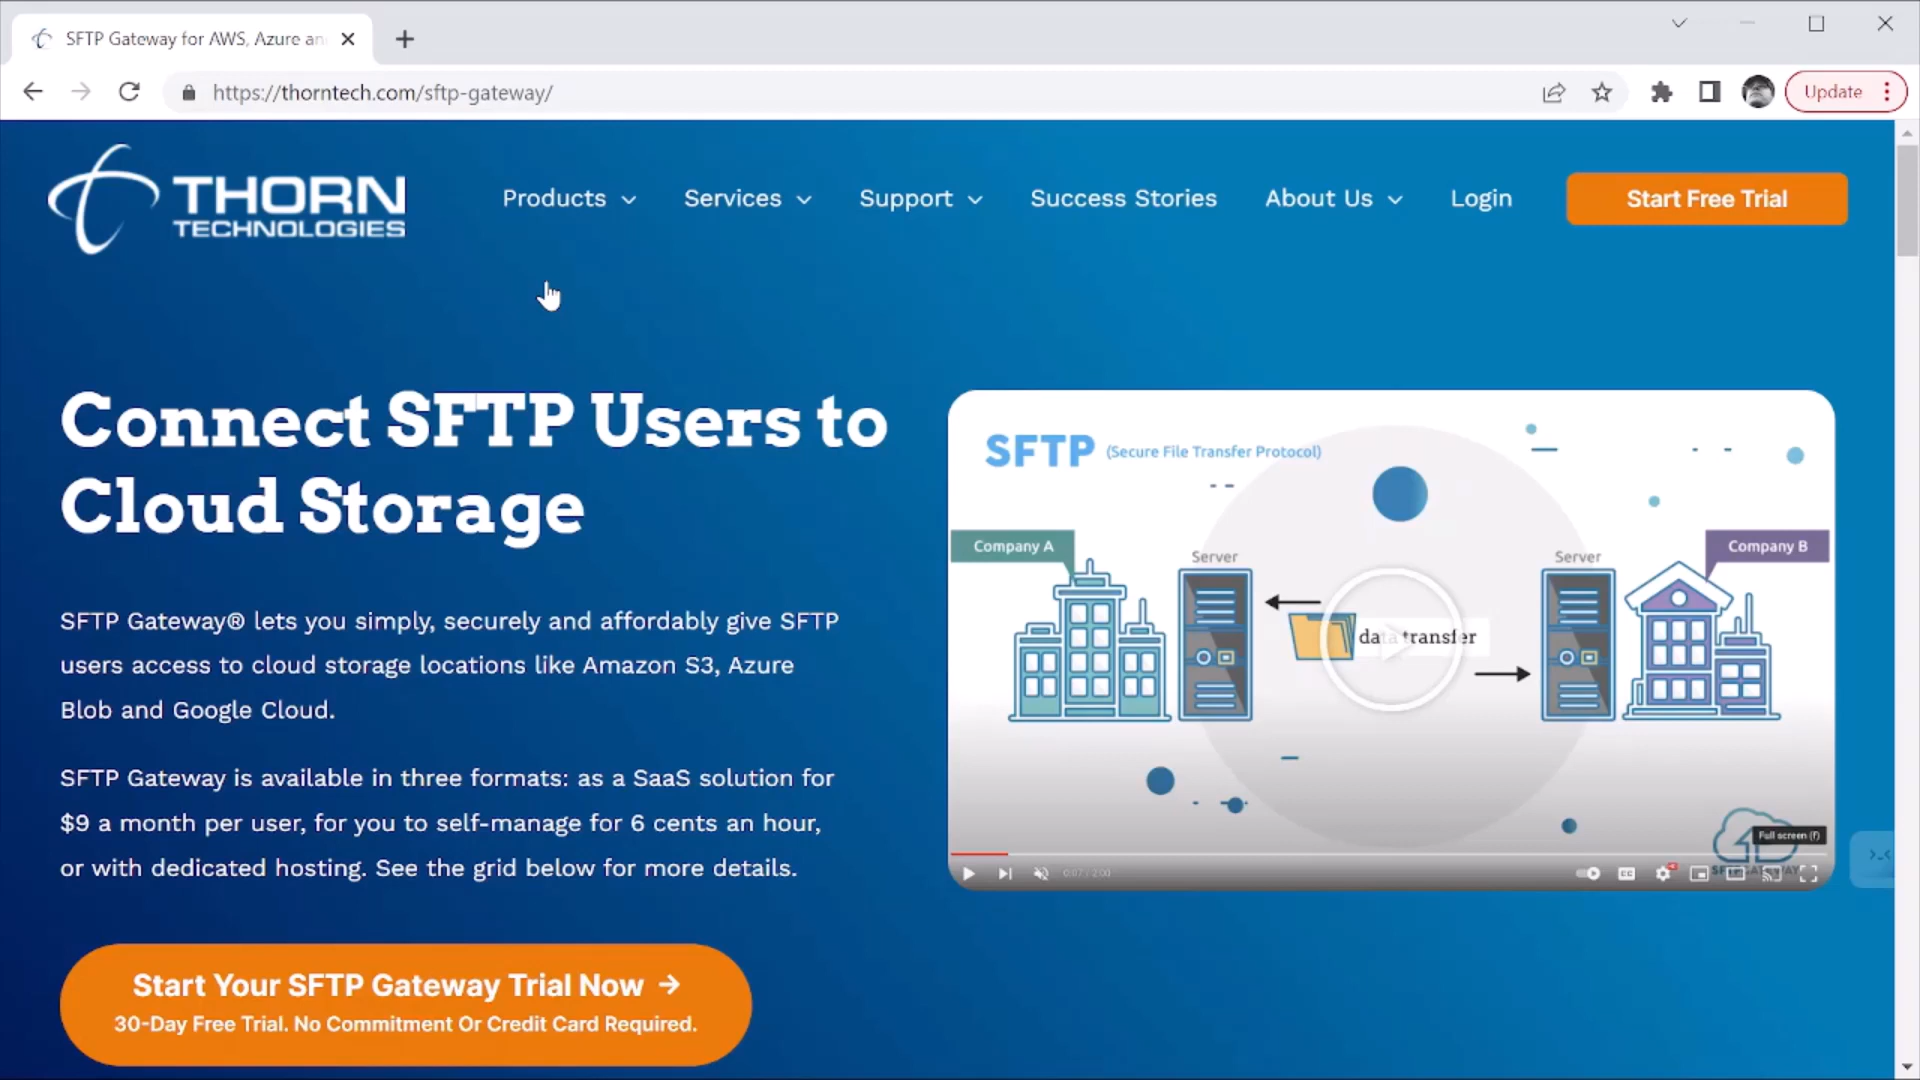 SFTP Gateway for AWS, Azure an
https://thorntech.com/sftp-gateway/
Update
THORN
TECHNOLOGIES
Products
Services
Support
Success Stories
About Us
Login
Start Free Trial
Connect SFTP Users to
Cloud Storage
SFTP Gateway® lets you simply, securely and affordably give SFTP
users access to cloud storage locations like Amazon S3, Azure
Blob and Google Cloud.
SFTP Gateway is available in three formats: as a SaaS solution for
$9 a month per user, for you to self-manage for 6 cents an hour,
or with dedicated hosting. See the grid below for more details.
Start Your SFTP Gateway Trial Now →
30-Day Free Trial. No Commitment Or Credit Card Required.
SFTP (Secure File Transfer Protocol)
Company A
Server
Server
Company B
data transfer
Full screen (f)
0:07 / 2:00
CC